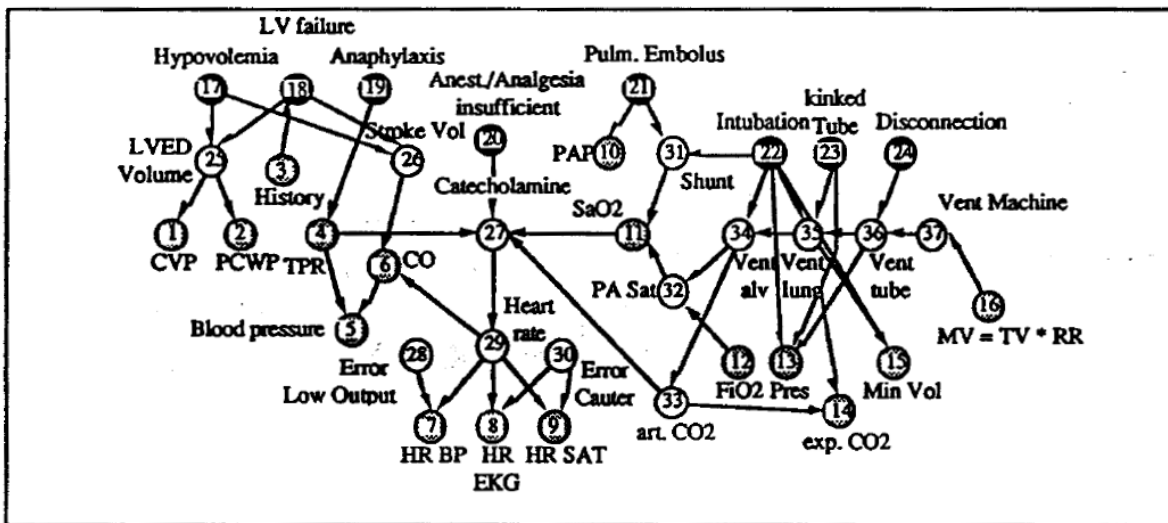 LV failure
Hypovolemia
Anaphylaxis
Pulm. Embolus
17
18
19
Anest./Analgesia
insufficient
21
kinked
Tube
Intubation
Disconnection
Stroke Vol
20
22
23
24
LVED
Volume
25
3
History
26
PAP
10
31
Shunt
Catecholamine
SaO2
Vent Machine
1
CVP
2
PCWP
4
TPR
27
11
34
35
36
37
6
CO
PA Sat
32
Vent
alv
Vent
lung
Vent
tube
16
MV = TV * RR
Blood pressure
5
Heart
rate
29
28
30
Error
Low Output
Error
Cauter
12
FiO2
13
Pres
15
Min Vol
33
art. CO2
14
exp. CO2
7
HR BP
8
HR
EKG
9
HR SAT